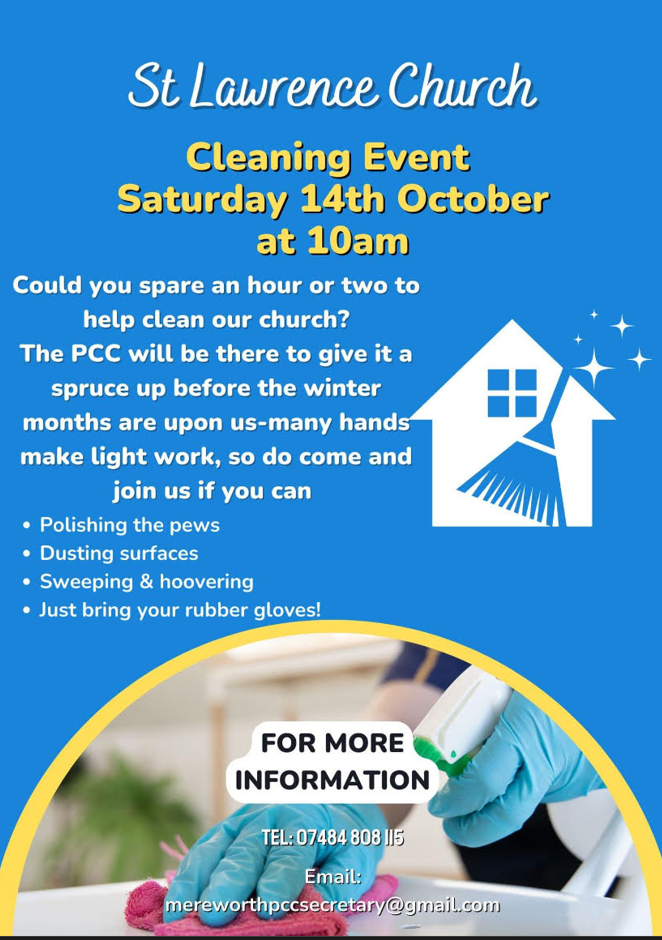 St Lawrence Church
Cleaning Event
Saturday 14th October
at 10am
Could you spare an hour or two to
help clean our church?
The PCC will be there to give it a
spruce up before the winter
months are upon us-many hands
make light work, so do come and
join us if you can
• Polishing the pews
• Dusting surfaces
• Sweeping & hoovering
• Just bring your rubber gloves!
FOR MORE
INFORMATION
TEL: 07484 808 115
Email:
mereworthpccsecretary@gmail.com